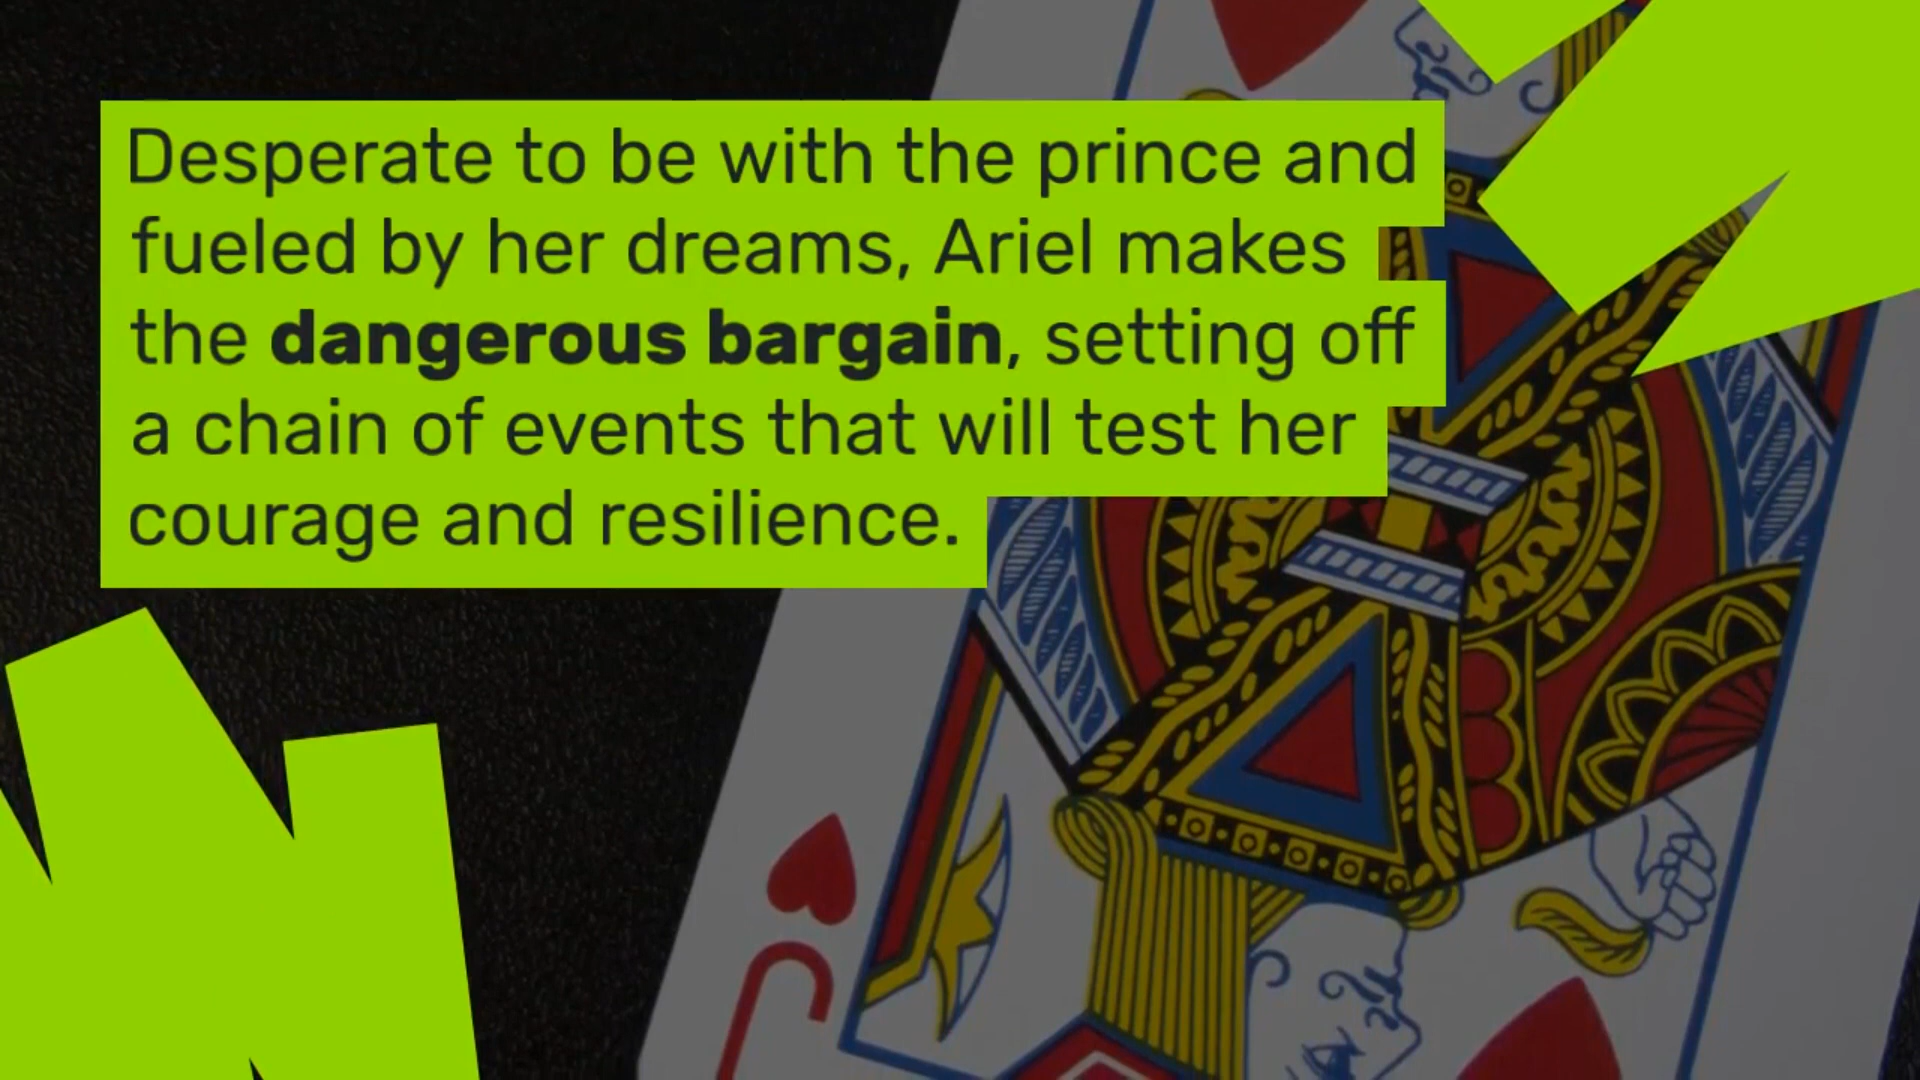 Desperate to be with the prince and
fueled by her dreams, Ariel makes
the dangerous bargain, setting off
a chain of events that will test her
courage and resilience.